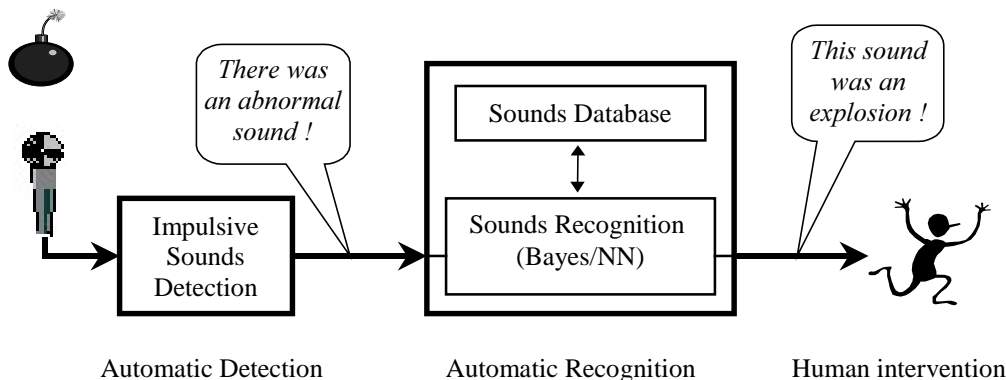 There was
an abnormal
sound !
This sound
was an
explosion !
Sounds Database
Impulsive
Sounds
Detection
Sounds Recognition
(Bayes/NN)
Automatic Detection
Automatic Recognition
Human intervention